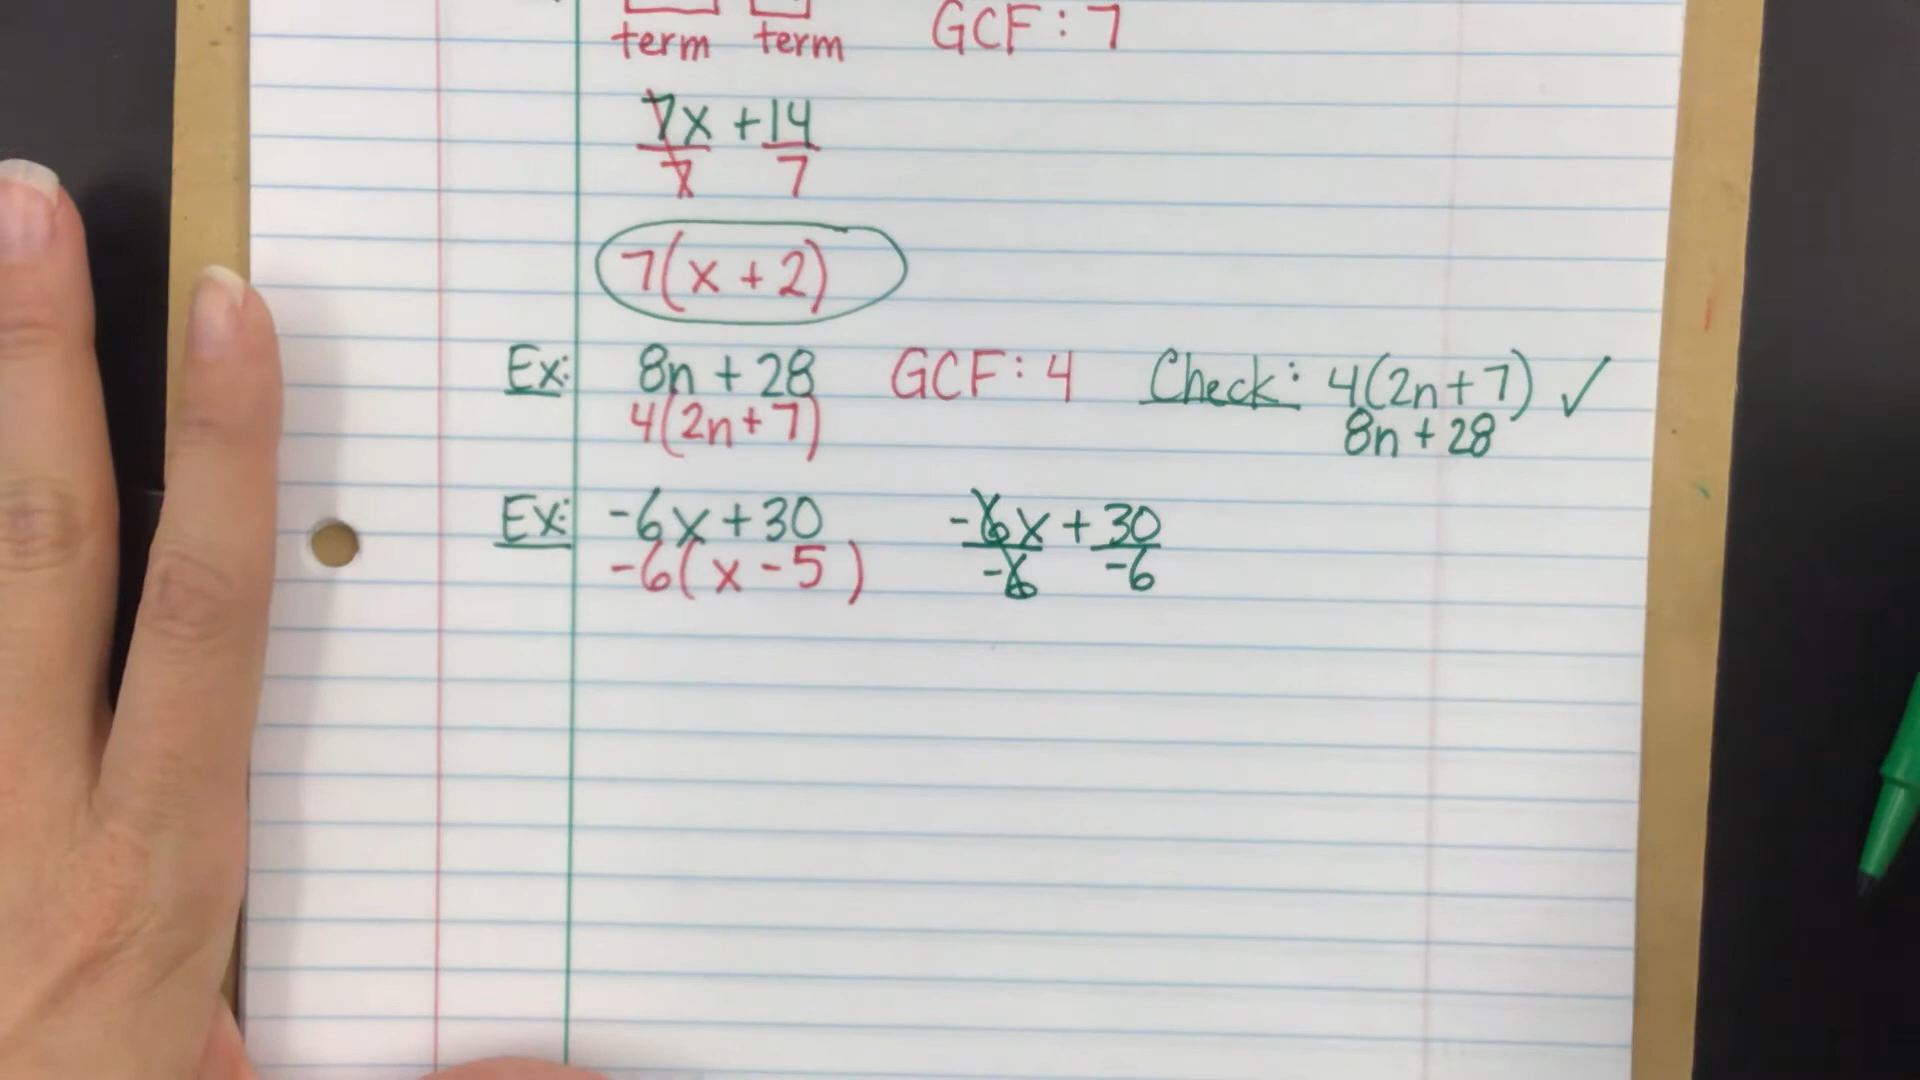 term term GCF : 7
7x + 14
7 7
7(x + 2)
Ex: 8n + 28 GCF : 4 Check: 4(2n + 7) ✓
4(2n + 7) 8n + 28
Ex: -6x + 30 -6x + 30
-6(x - 5) -6 -6